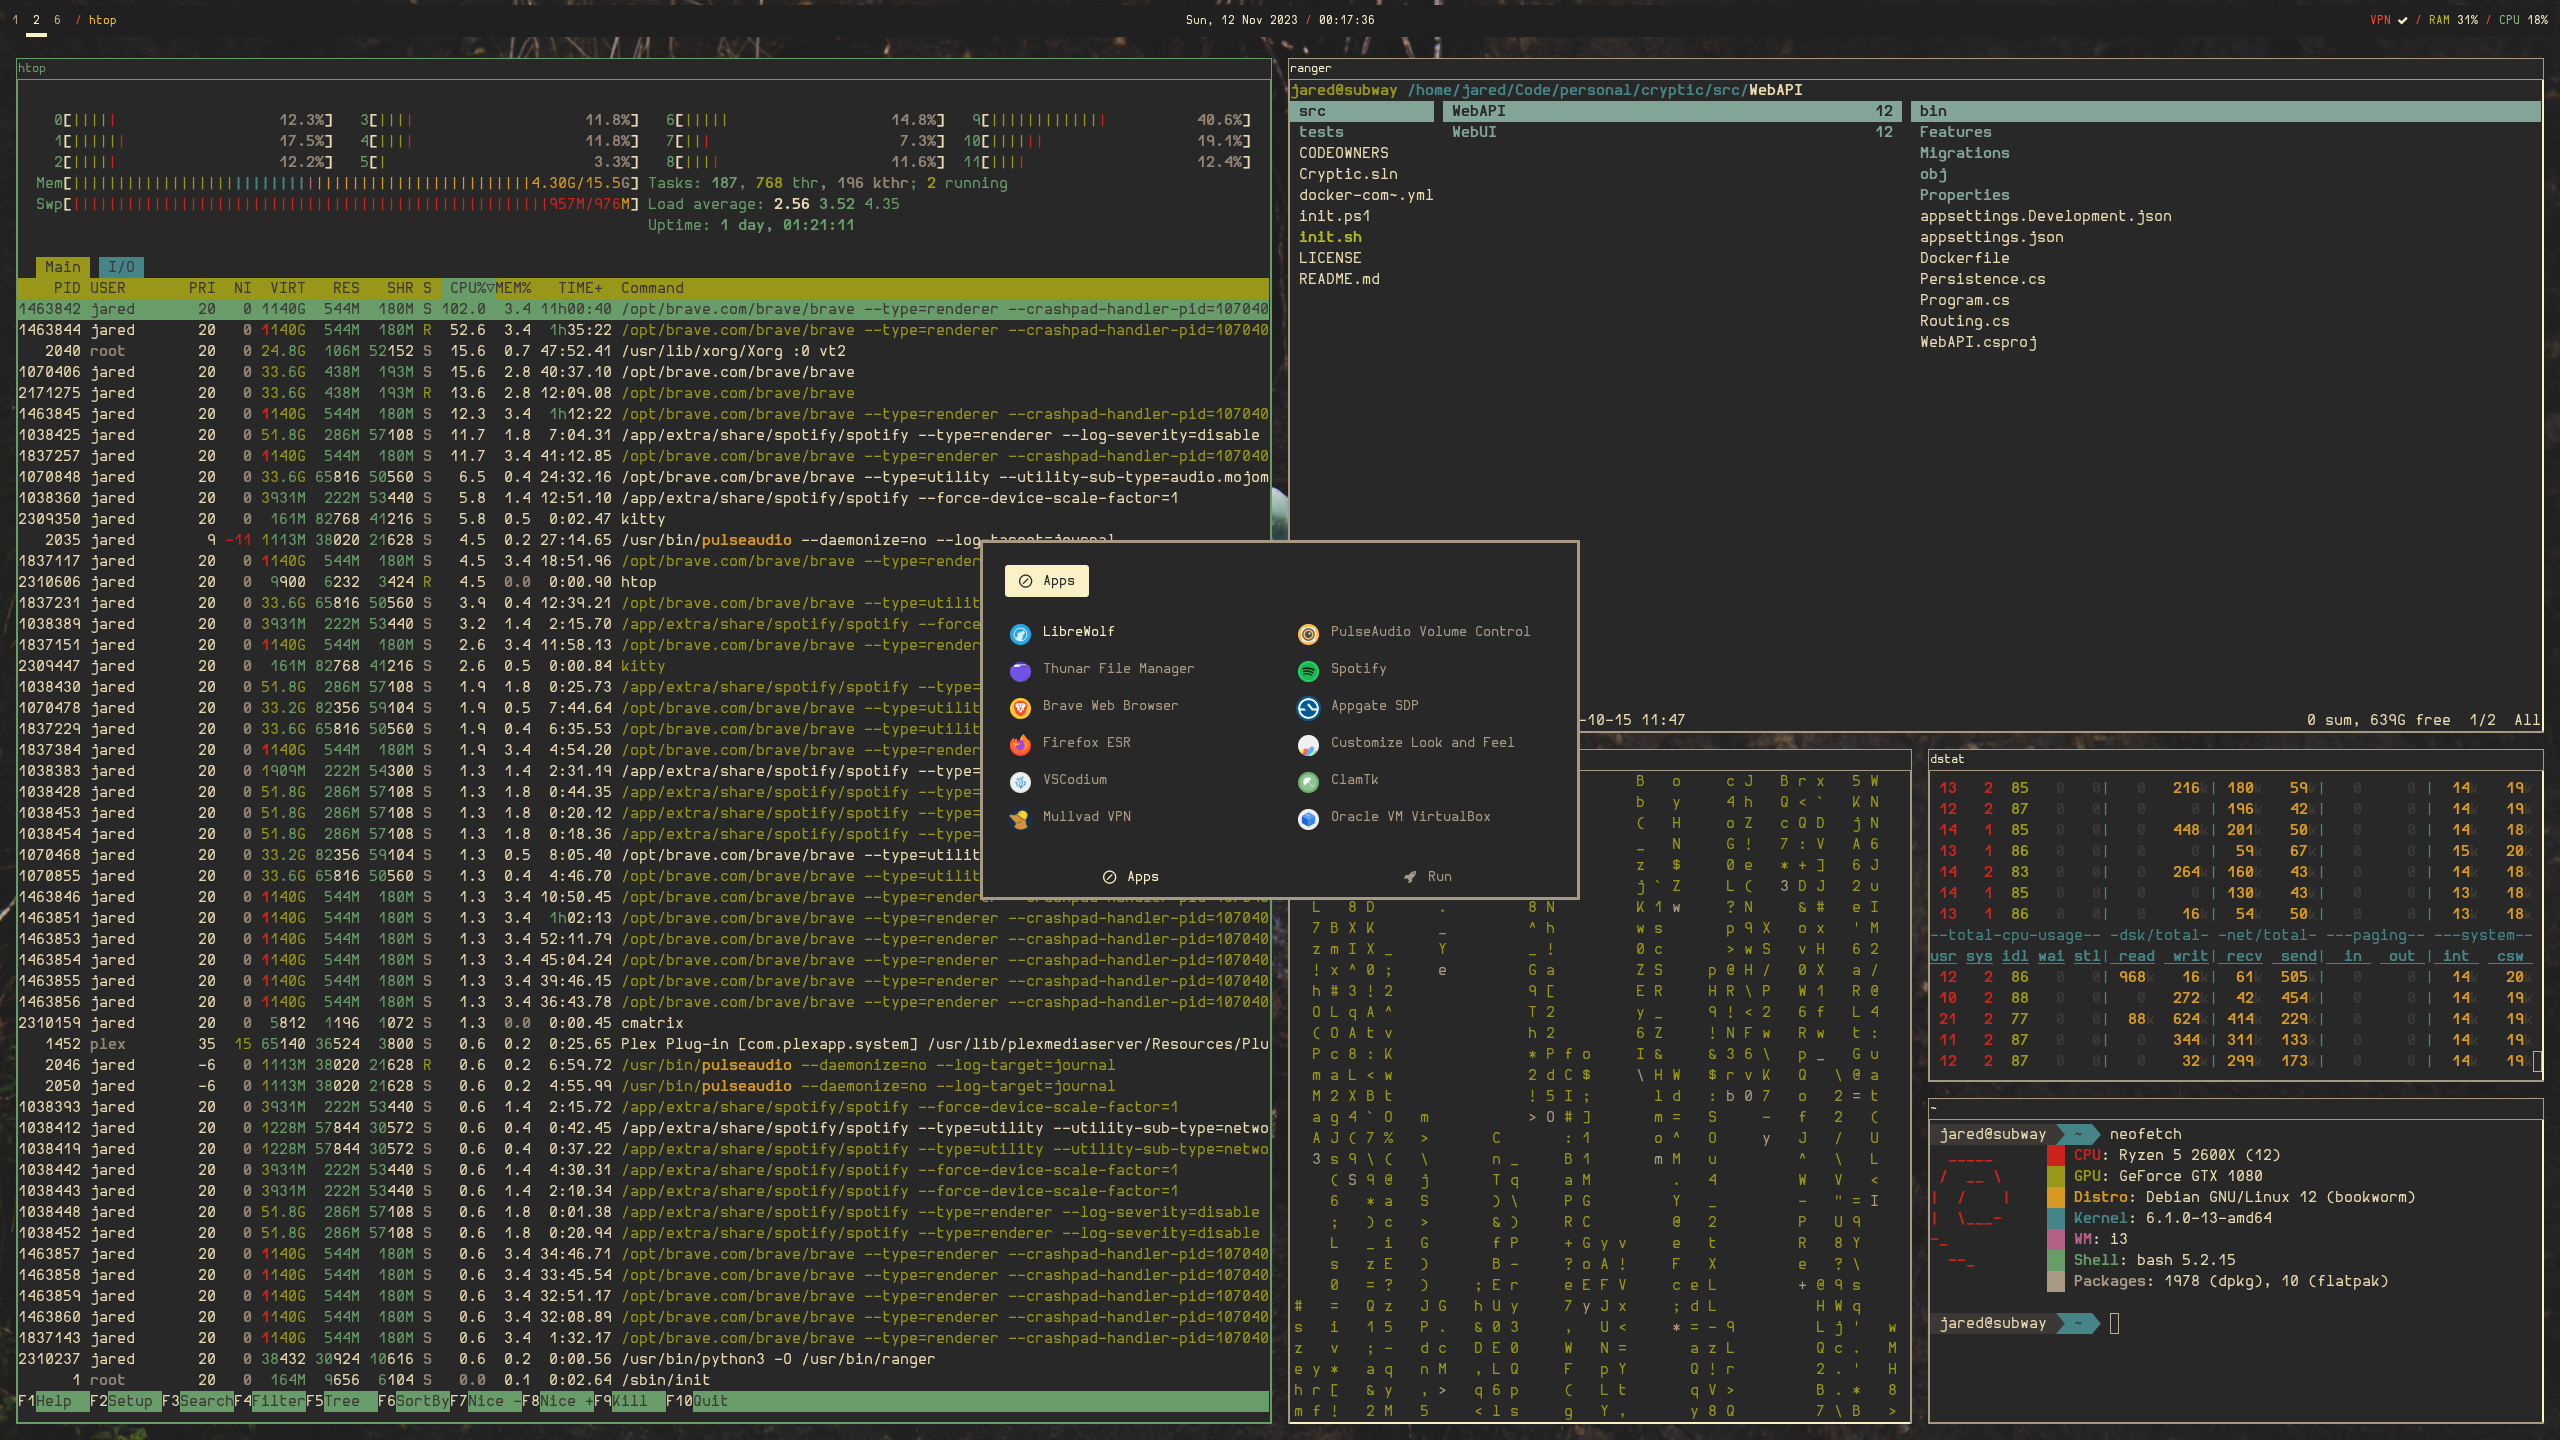 1 2 6 / htop
Sun, 12 Nov 2023 / 00:17:36
VPN ✔ / RAM 31% / CPU 18%
htop
0[||||| 12.3%] 3[|||| 11.8%] 6[||||| 14.8%] 9[||||||||||||| 40.6%]
1[|||||| 17.5%] 4[|||| 11.8%] 7[||| 7.3%] 10[|||||| 19.1%]
2[||||| 12.2%] 5[| 3.3%] 8[|||| 11.6%] 11[|||| 12.4%]
Mem[4.30G/15.5G] Tasks: 187, 768 thr, 196 kthr; 2 running
Swp[957M/976M] Load average: 2.56 3.52 4.35
Uptime: 1 day, 01:21:11
Main I/O
PID USER PRI NI VIRT RES SHR S CPU%▽MEM% TIME+ Command
1463842 jared 20 0 1140G 544M 180M S 102.0 3.4 11h00:40 /opt/brave.com/brave/brave --type=renderer --crashpad-handler-pid=107040
1463844 jared 20 0 1140G 544M 180M R 52.6 3.4 1h35:22 /opt/brave.com/brave/brave --type=renderer --crashpad-handler-pid=107040
2040 root 20 0 24.8G 106M 52152 S 15.6 0.7 47:52.41 /usr/lib/xorg/Xorg :0 vt2
1070406 jared 20 0 33.6G 438M 193M S 15.6 2.8 40:37.10 /opt/brave.com/brave/brave
2171275 jared 20 0 33.6G 438M 193M R 13.6 2.8 12:09.08 /opt/brave.com/brave/brave
1463845 jared 20 0 1140G 544M 180M S 12.3 3.4 1h12:22 /opt/brave.com/brave/brave --type=renderer --crashpad-handler-pid=107040
1038425 jared 20 0 51.8G 286M 57108 S 11.7 1.8 7:04.31 /app/extra/share/spotify/spotify --type=renderer --log-severity=disable
1837257 jared 20 0 1140G 544M 180M S 11.7 3.4 41:12.85 /opt/brave.com/brave/brave --type=renderer --crashpad-handler-pid=107040
1070848 jared 20 0 33.6G 65816 50560 S 6.5 0.4 24:32.16 /opt/brave.com/brave/brave --type=utility --utility-sub-type=audio.mojom
1038360 jared 20 0 3931M 222M 53440 S 5.8 1.4 12:51.10 /app/extra/share/spotify/spotify --force-device-scale-factor=1
2309350 jared 20 0 161M 82768 41216 S 5.8 0.5 0:02.47 kitty
2035 jared 9 -11 1113M 38020 21628 S 4.5 0.2 27:14.65 /usr/bin/pulseaudio --daemonize=no --log-target=journal
1837117 jared 20 0 1140G 544M 180M S 4.5 3.4 18:51.96 /opt/brave.com/brave/brave --type=render
2310606 jared 20 0 9900 6232 3424 R 4.5 0.0 0:00.90 htop
1837231 jared 20 0 33.6G 65816 50560 S 3.9 0.4 12:39.21 /opt/brave.com/brave/brave --type=utilit
1038389 jared 20 0 3931M 222M 53440 S 3.2 1.4 2:15.70 /app/extra/share/spotify/spotify --force
1837151 jared 20 0 1140G 544M 180M S 2.6 3.4 11:58.13 /opt/brave.com/brave/brave --type=render
2309447 jared 20 0 161M 82768 41216 S 2.6 0.5 0:00.84 kitty
1038430 jared 20 0 51.8G 286M 57108 S 1.9 1.8 0:25.73 /app/extra/share/spotify/spotify --type=
1070478 jared 20 0 33.2G 82356 59104 S 1.9 0.5 7:44.64 /opt/brave.com/brave/brave --type=utilit
1837229 jared 20 0 33.6G 65816 50560 S 1.9 0.4 6:35.53 /opt/brave.com/brave/brave --type=utilit
1837384 jared 20 0 1140G 544M 180M S 1.9 3.4 4:54.20 /opt/brave.com/brave/brave --type=render
1038383 jared 20 0 1909M 222M 54300 S 1.3 1.4 2:31.19 /app/extra/share/spotify/spotify --type=
1038428 jared 20 0 51.8G 286M 57108 S 1.3 1.8 0:44.35 /app/extra/share/spotify/spotify --type=
1038453 jared 20 0 51.8G 286M 57108 S 1.3 1.8 0:20.12 /app/extra/share/spotify/spotify --type=
1038454 jared 20 0 51.8G 286M 57108 S 1.3 1.8 0:18.36 /app/extra/share/spotify/spotify --type=
1070468 jared 20 0 33.2G 82356 59104 S 1.3 0.5 8:05.40 /opt/brave.com/brave/brave --type=utilit
1070855 jared 20 0 33.6G 65816 50560 S 1.3 0.4 4:46.70 /opt/brave.com/brave/brave --type=utilit
1463846 jared 20 0 1140G 544M 180M S 1.3 3.4 10:50.45 /opt/brave.com/brave/brave --type=renderer --crashpad-handler-pid=107040
1463851 jared 20 0 1140G 544M 180M S 1.3 3.4 1h02:13 /opt/brave.com/brave/brave --type=renderer --crashpad-handler-pid=107040
1463853 jared 20 0 1140G 544M 180M S 1.3 3.4 52:11.79 /opt/brave.com/brave/brave --type=renderer --crashpad-handler-pid=107040
1463854 jared 20 0 1140G 544M 180M S 1.3 3.4 45:04.24 /opt/brave.com/brave/brave --type=renderer --crashpad-handler-pid=107040
1463855 jared 20 0 1140G 544M 180M S 1.3 3.4 39:46.15 /opt/brave.com/brave/brave --type=renderer --crashpad-handler-pid=107040
1463856 jared 20 0 1140G 544M 180M S 1.3 3.4 36:43.78 /opt/brave.com/brave/brave --type=renderer --crashpad-handler-pid=107040
2310159 jared 20 0 5812 1196 1072 S 1.3 0.0 0:00.45 cmatrix
1452 plex 35 15 65140 36524 3800 S 0.6 0.2 0:25.65 Plex Plug-in [com.plexapp.system] /usr/lib/plexmediaserver/Resources/Plu
2046 jared -6 0 1113M 38020 21628 R 0.6 0.2 6:59.72 /usr/bin/pulseaudio --daemonize=no --log-target=journal
2050 jared -6 0 1113M 38020 21628 S 0.6 0.2 4:55.99 /usr/bin/pulseaudio --daemonize=no --log-target=journal
1038393 jared 20 0 3931M 222M 53440 S 0.6 1.4 2:15.72 /app/extra/share/spotify/spotify --force-device-scale-factor=1
1038412 jared 20 0 1228M 57844 30572 S 0.6 0.4 0:42.45 /app/extra/share/spotify/spotify --type=utility --utility-sub-type=netwo
1038419 jared 20 0 1228M 57844 30572 S 0.6 0.4 0:37.22 /app/extra/share/spotify/spotify --type=utility --utility-sub-type=netwo
1038442 jared 20 0 3931M 222M 53440 S 0.6 1.4 4:30.31 /app/extra/share/spotify/spotify --force-device-scale-factor=1
1038443 jared 20 0 3931M 222M 53440 S 0.6 1.4 2:10.34 /app/extra/share/spotify/spotify --force-device-scale-factor=1
1038448 jared 20 0 51.8G 286M 57108 S 0.6 1.8 0:01.38 /app/extra/share/spotify/spotify --type=renderer --log-severity=disable
1038452 jared 20 0 51.8G 286M 57108 S 0.6 1.8 0:20.94 /app/extra/share/spotify/spotify --type=renderer --log-severity=disable
1463857 jared 20 0 1140G 544M 180M S 0.6 3.4 34:46.71 /opt/brave.com/brave/brave --type=renderer --crashpad-handler-pid=107040
1463858 jared 20 0 1140G 544M 180M S 0.6 3.4 33:45.54 /opt/brave.com/brave/brave --type=renderer --crashpad-handler-pid=107040
1463859 jared 20 0 1140G 544M 180M S 0.6 3.4 32:51.17 /opt/brave.com/brave/brave --type=renderer --crashpad-handler-pid=107040
1463860 jared 20 0 1140G 544M 180M S 0.6 3.4 32:08.89 /opt/brave.com/brave/brave --type=renderer --crashpad-handler-pid=107040
1837143 jared 20 0 1140G 544M 180M S 0.6 3.4 1:32.17 /opt/brave.com/brave/brave --type=renderer --crashpad-handler-pid=107040
2310237 jared 20 0 38432 30924 10616 S 0.6 0.2 0:00.56 /usr/bin/python3 -O /usr/bin/ranger
1 root 20 0 164M 9656 6104 S 0.0 0.1 0:02.64 /sbin/init
F1Help F2Setup F3SearchF4FilterF5Tree F6SortByF7Nice -F8Nice +F9Kill F10Quit
ranger
jared@subway /home/jared/Code/personal/cryptic/src/WebAPI
src WebAPI 12 bin
tests WebUI 12 Features
CODEOWNERS Migrations
Cryptic.sln obj
docker-com~.yml Properties
init.ps1 appsettings.Development.json
init.sh appsettings.json
LICENSE Dockerfile
README.md Persistence.cs
Program.cs
Routing.cs
WebAPI.csproj
-10-15 11:47 0 sum, 639G free 1/2 All
Apps
LibreWolf PulseAudio Volume Control
Thunar File Manager Spotify
Brave Web Browser Appgate SDP
Firefox ESR Customize Look and Feel
VSCodium ClamTk
Mullvad VPN Oracle VM VirtualBox
Apps Run
dstat
13 2 85 0 0| 0 216k| 180k 59k| 0 0 | 14k 19k
12 2 87 0 0| 0 0 | 196k 42k| 0 0 | 14k 19k
14 1 85 0 0| 0 448k| 201k 50k| 0 0 | 14k 18k
13 1 86 0 0| 0 0 | 59k 67k| 0 0 | 15k 20k
14 2 83 0 0| 0 264k| 160k 43k| 0 0 | 14k 18k
14 1 85 0 0| 0 0 | 130k 43k| 0 0 | 13k 18k
13 1 86 0 0| 0 16k| 54k 50k| 0 0 | 13k 18k
--total-cpu-usage-- -dsk/total- -net/total- ---paging-- ---system--
usr sys idl wai stl| read writ| recv send| in out | int csw
12 2 86 0 0| 968k 16k| 61k 505k| 0 0 | 14k 20k
10 2 88 0 0| 0 272k| 42k 454k| 0 0 | 14k 19k
21 2 77 0 0| 88k 624k| 414k 229k| 0 0 | 14k 19k
11 2 87 0 0| 0 344k| 311k 133k| 0 0 | 14k 19k
12 2 87 0 0| 0 32k| 299k 173k| 0 0 | 14k 19k
~
jared@subway ~ neofetch
CPU: Ryzen 5 2600X (12)
GPU: GeForce GTX 1080
Distro: Debian GNU/Linux 12 (bookworm)
Kernel: 6.1.0-13-amd64
WM: i3
Shell: bash 5.2.15
Packages: 1978 (dpkg), 10 (flatpak)
jared@subway ~